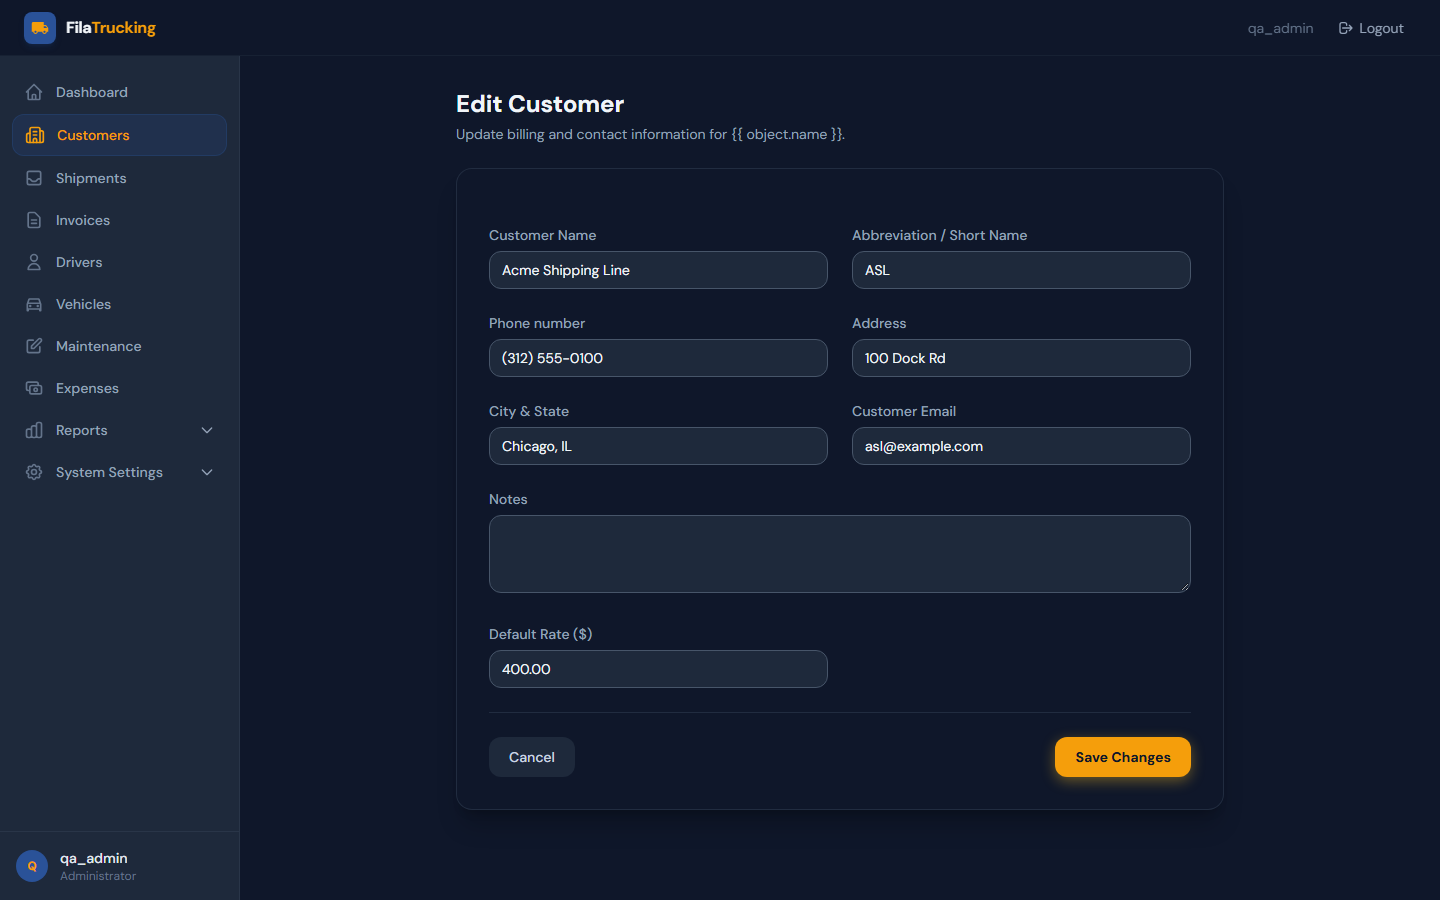 FilaTrucking
qa_admin
Logout
Dashboard
Customers
Shipments
Invoices
Drivers
Vehicles
Maintenance
Expenses
Reports
System Settings
qa_admin
Administrator
Q
Edit Customer
Update billing and contact information for {{ object.name }}.
Customer Name
Abbreviation / Short Name
Acme Shipping Line
ASL
Phone number
Address
(312) 555-0100
100 Dock Rd
City & State
Customer Email
Chicago, IL
asl@example.com
Notes
Default Rate ($)
400.00
Cancel
Save Changes